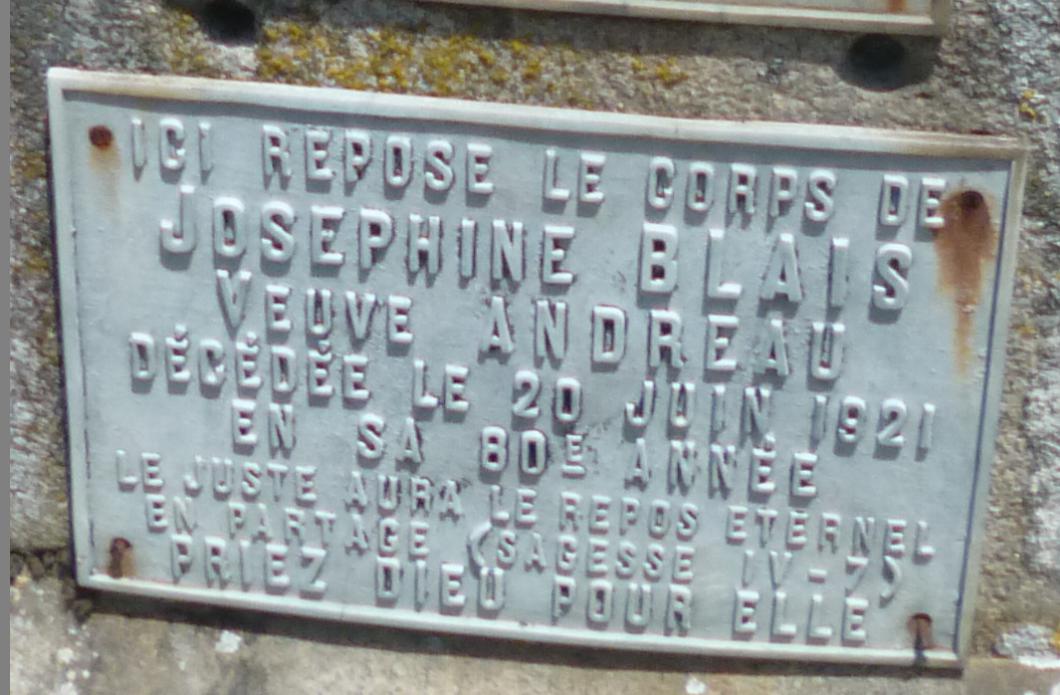 ICI REPOSE LE CORPS DE
JOSEPHINE BLAIS
VEUVE ANDREAU
DÉCÉDÉE LE 20 JUIN 1921
EN SA 80E ANNÉE
LE JUSTE AURA LE REPOS ETERNEL
EN PARTAGE (SAGESSE IV-7)
PRIEZ DIEU POUR ELLE